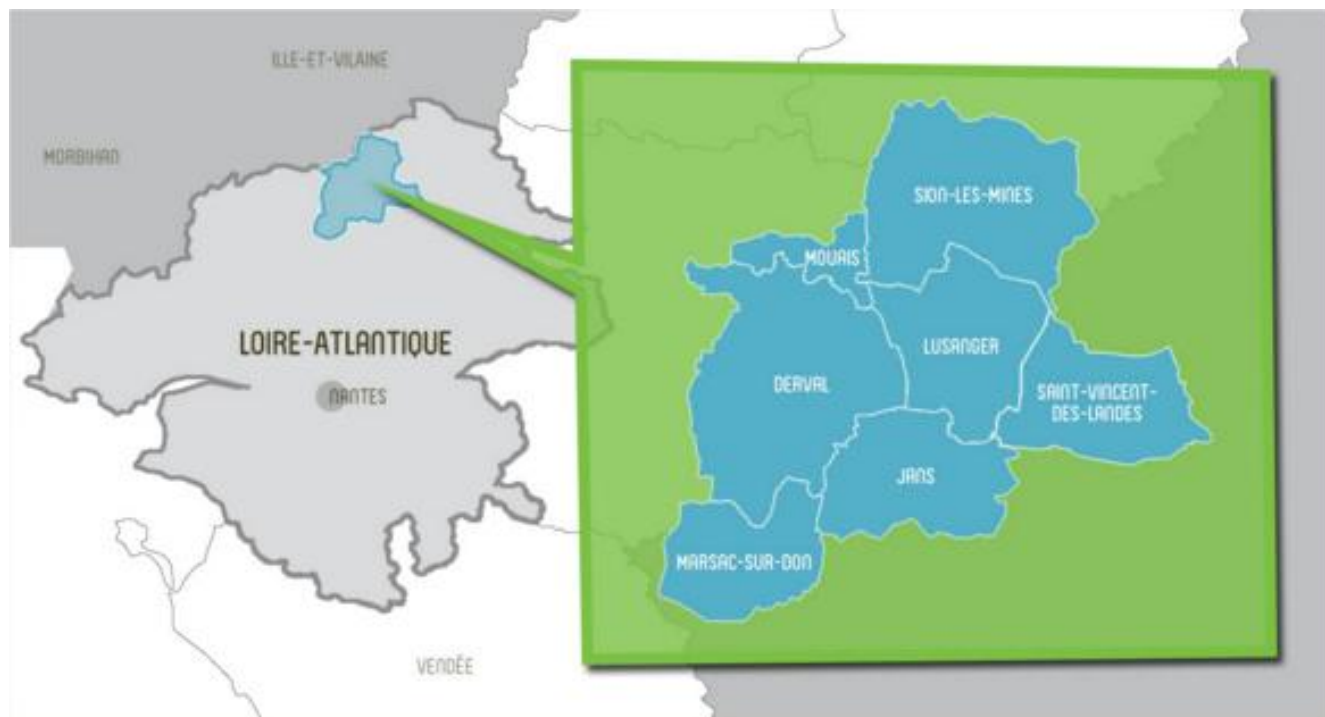 ILLE-ET-VILAINE
MORBIHAN
LOIRE-ATLANTIQUE
NANTES
VENDÉE
SION-LES-MINES
MOUAIS
LUSANGER
DERVAL
SAINT-VINCENT-
DES-LANDES
JANS
MARSAC-SUR-DON